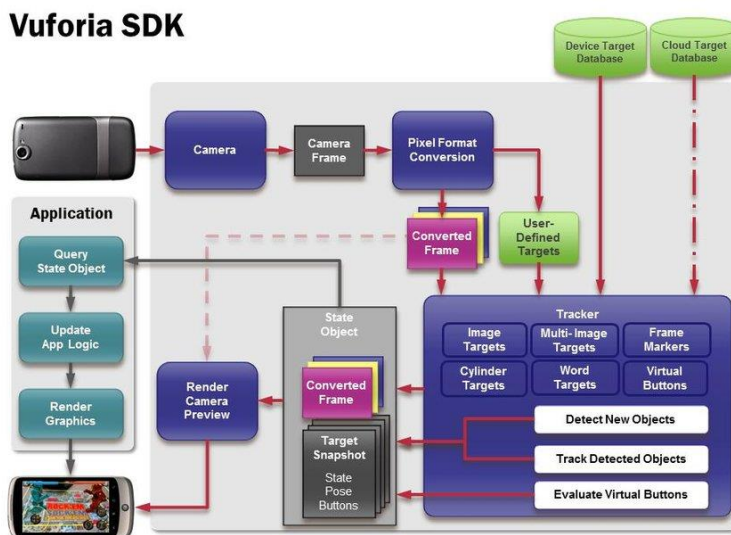 Vuforia SDK
Device Target
Database
Cloud Target
Database
Camera
Camera
Frame
Pixel Format
Conversion
Application
Query
State Object
Update
App Logic
Render
Graphics
Converted
Frame
User-
Defined
Targets
State
Object
Converted
Frame
Target
Snapshot
State
Pose
Buttons
Render
Camera
Preview
Tracker
Image
Targets
Multi-Image
Targets
Frame
Markers
Cylinder
Targets
Word
Targets
Virtual
Buttons
Detect New Objects
Track Detected Objects
Evaluate Virtual Buttons